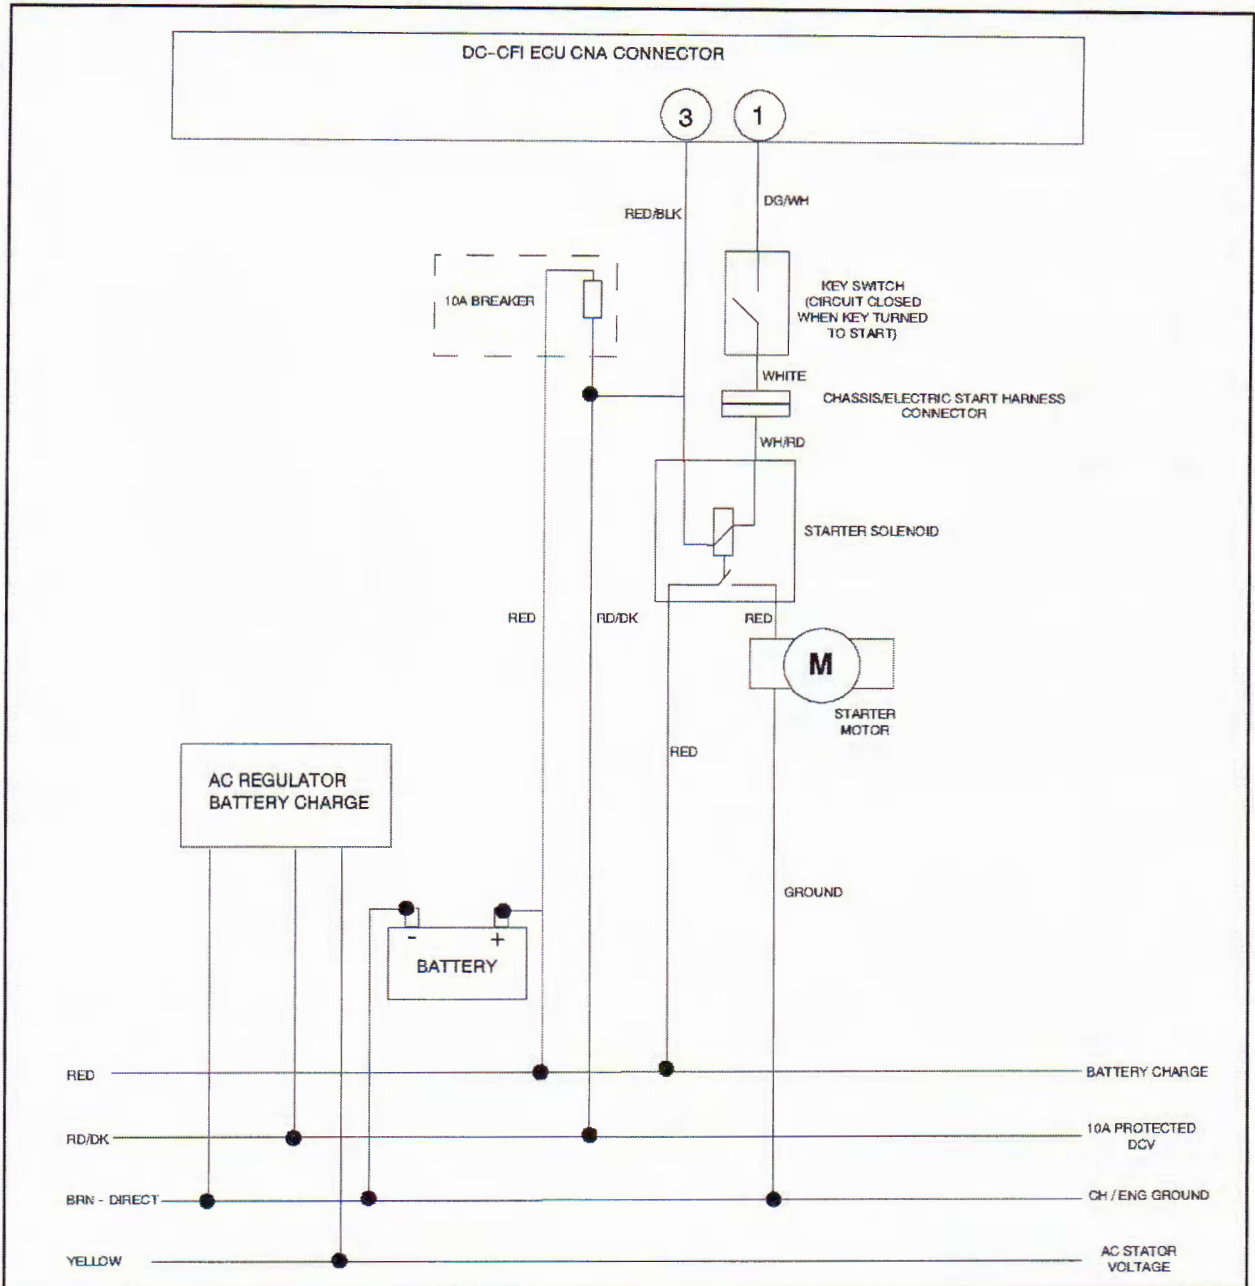 DC-CFI ECU CNA CONNECTOR
3
1
RED/BLK
DG/WH
10A BREAKER
KEY SWITCH
(CIRCUIT CLOSED
WHEN KEY TURNED
TO START)
WHITE
CHASSIS/ELECTRIC START HARNESS
CONNECTOR
WH/RD
STARTER SOLENOID
RED
RD/DK
RED
M
STARTER
MOTOR
RED
AC REGULATOR
BATTERY CHARGE
GROUND
- +
BATTERY
RED
BATTERY CHARGE
RD/DK
10A PROTECTED
DCV
BRN - DIRECT
CH / ENG GROUND
YELLOW
AC STATOR
VOLTAGE